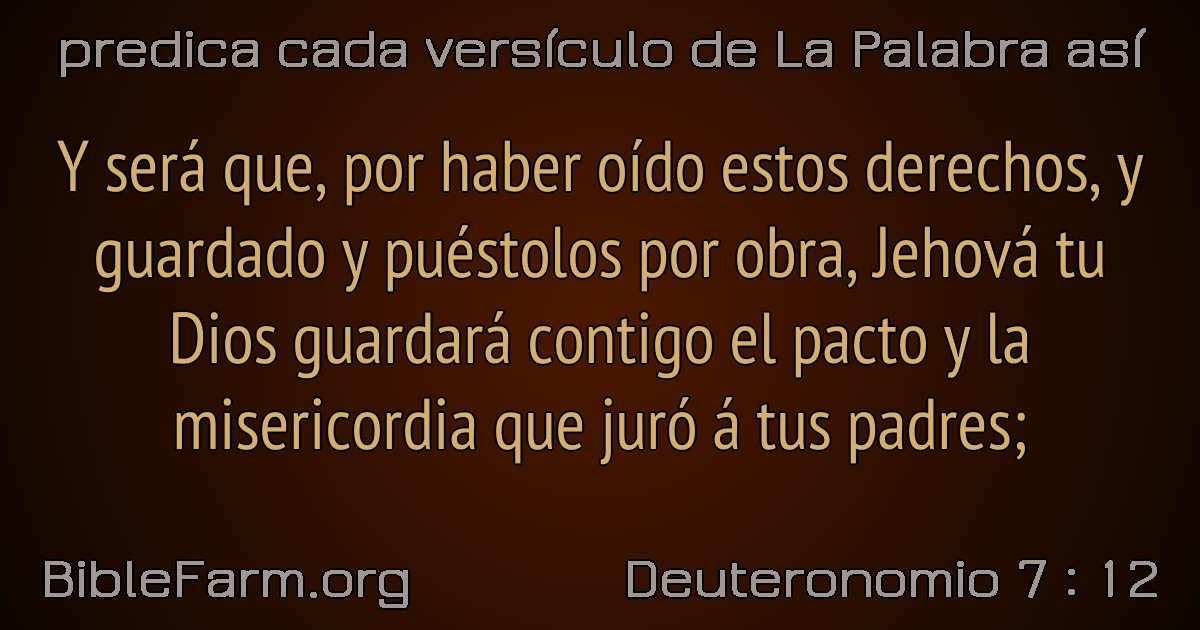 predica cada versículo de La Palabra así
Y será que, por haber oído estos derechos, y
guardado y puéstolos por obra, Jehová tu
Dios guardará contigo el pacto y la
misericordia que juró á tus padres;
BibleFarm.org
Deuteronomio 7 : 12